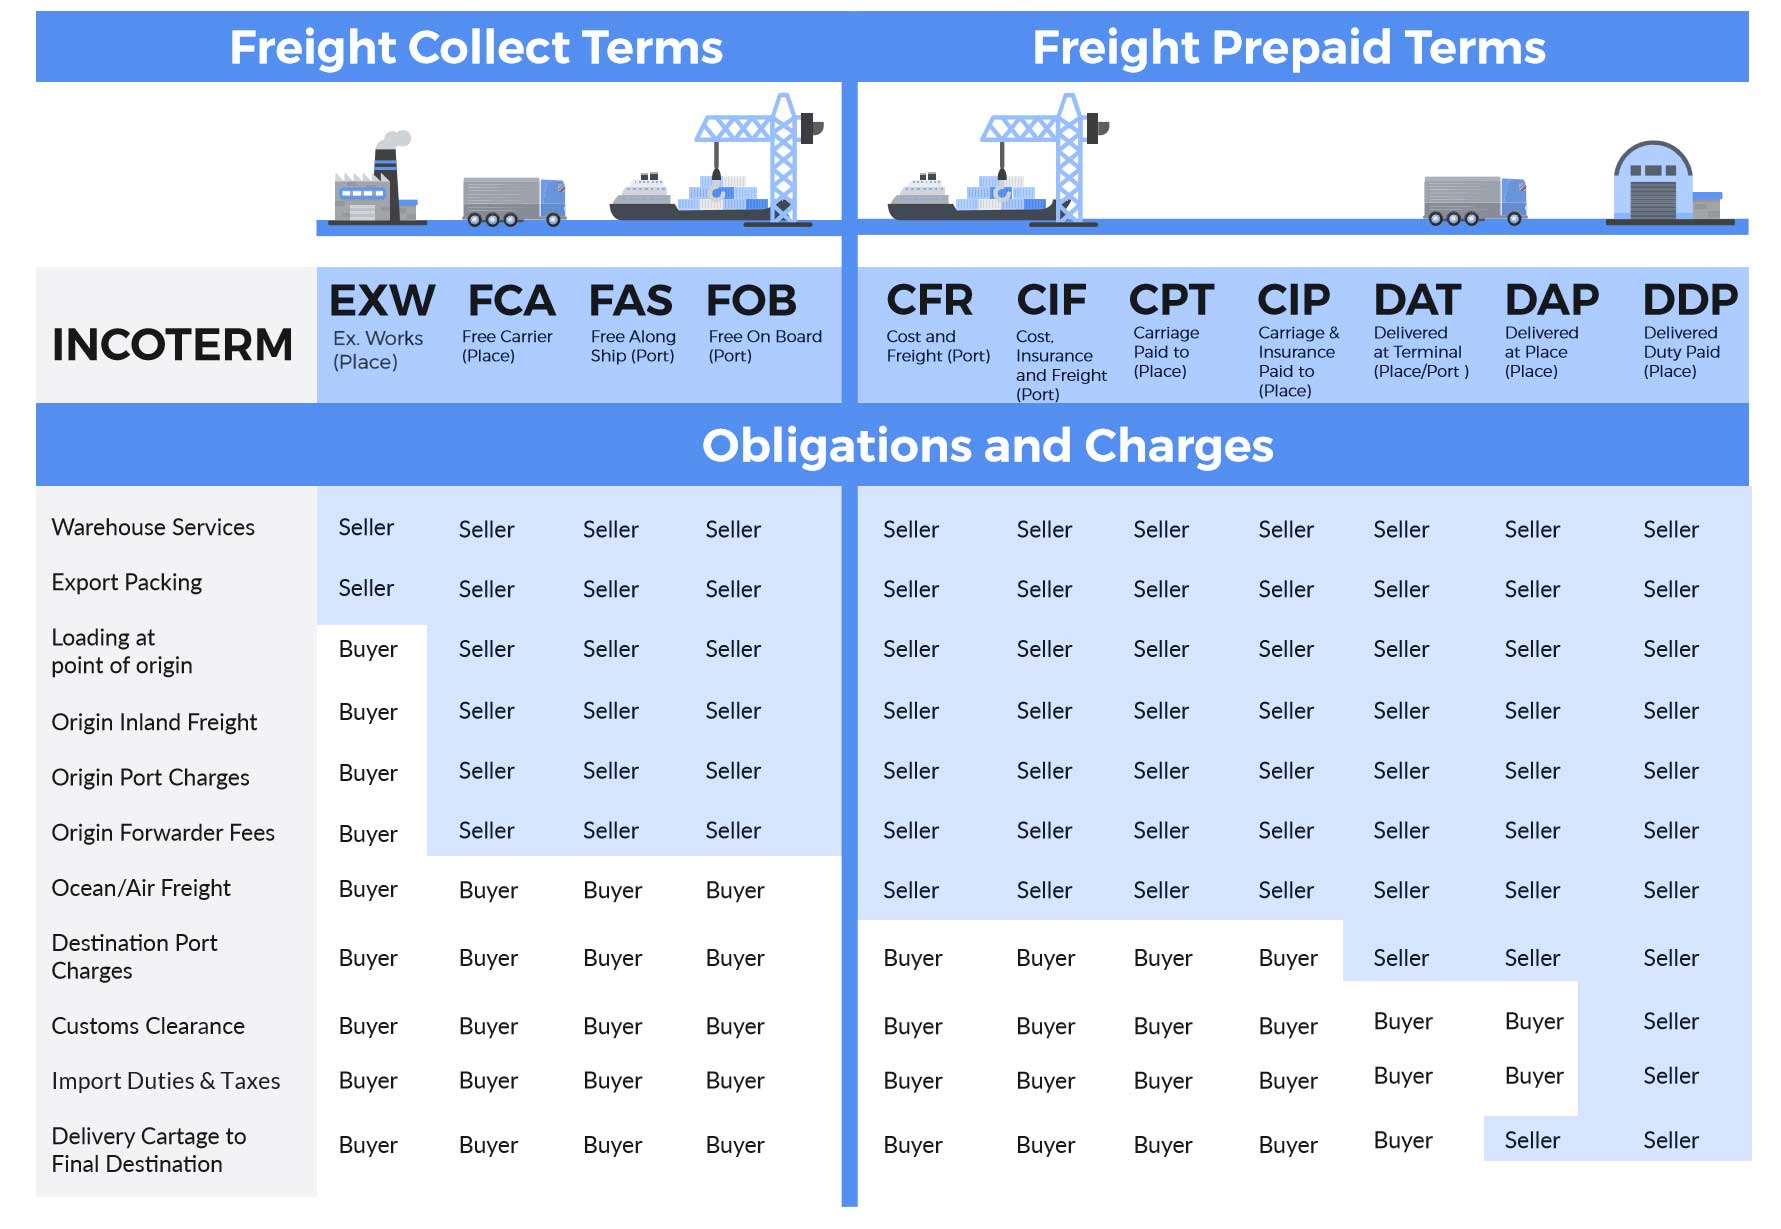 Freight Collect Terms
Freight Prepaid Terms
INCOTERM
EXW
Ex. Works
(Place)
FCA
Free Carrier
(Place)
FAS
Free Along
Ship (Port)
FOB
Free On Board
(Port)
CFR
Cost and
Freight (Port)
CIF
Cost,
Insurance
and Freight
(Port)
CPT
Carriage
Paid to
(Place)
CIP
Carriage &
Insurance
Paid to
(Place)
DAT
Delivered
at Terminal
(Place/Port )
DAP
Delivered
at Place
(Place)
DDP
Delivered
Duty Paid
(Place)
Obligations and Charges
Warehouse Services Seller Seller Seller Seller Seller Seller Seller Seller Seller Seller Seller
Export Packing Seller Seller Seller Seller Seller Seller Seller Seller Seller Seller Seller
Loading at
point of origin Buyer Seller Seller Seller Seller Seller Seller Seller Seller Seller Seller
Origin Inland Freight Buyer Seller Seller Seller Seller Seller Seller Seller Seller Seller Seller
Origin Port Charges Buyer Seller Seller Seller Seller Seller Seller Seller Seller Seller Seller
Origin Forwarder Fees Buyer Seller Seller Seller Seller Seller Seller Seller Seller Seller Seller
Ocean/Air Freight Buyer Buyer Buyer Buyer Seller Seller Seller Seller Seller Seller Seller
Destination Port
Charges Buyer Buyer Buyer Buyer Buyer Buyer Buyer Buyer Seller Seller Seller
Customs Clearance Buyer Buyer Buyer Buyer Buyer Buyer Buyer Buyer Buyer Buyer Seller
Import Duties & Taxes Buyer Buyer Buyer Buyer Buyer Buyer Buyer Buyer Buyer Buyer Seller
Delivery Cartage to
Final Destination Buyer Buyer Buyer Buyer Buyer Buyer Buyer Buyer Buyer Seller Seller